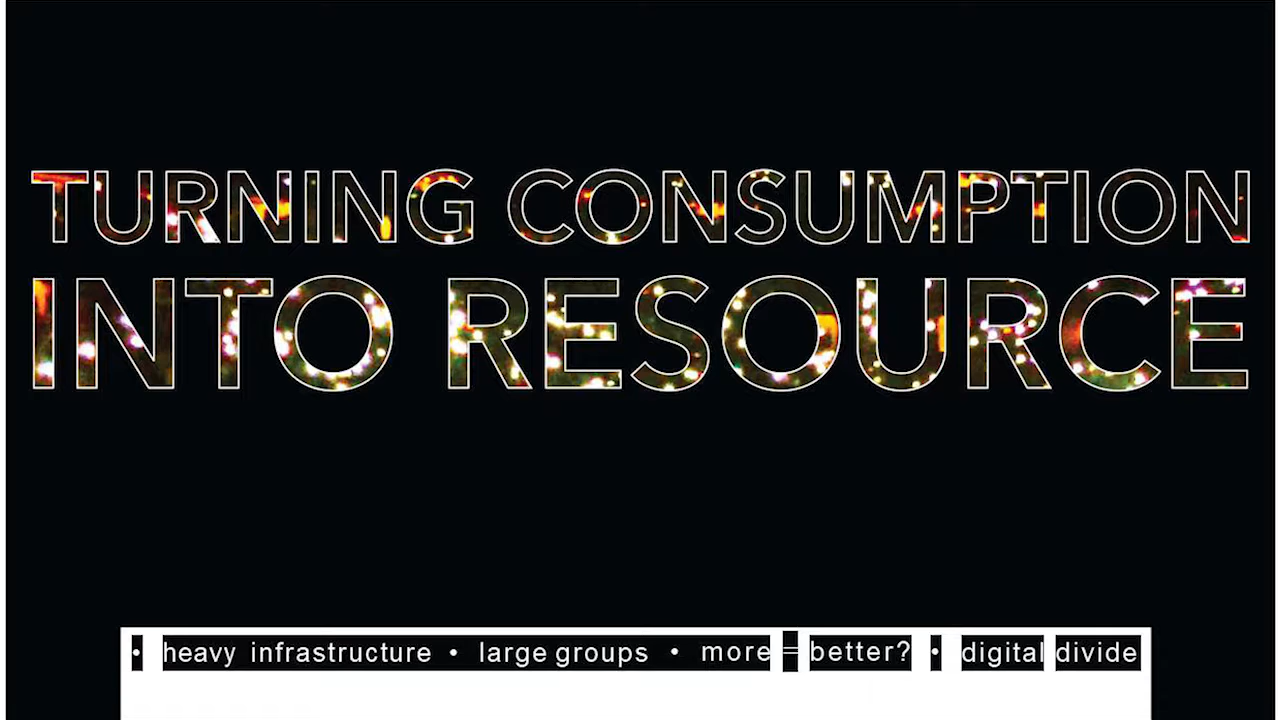 TURNING CONSUMPTION
INTO RESOURCE
• heavy infrastructure • large groups • more = better? • digital divide